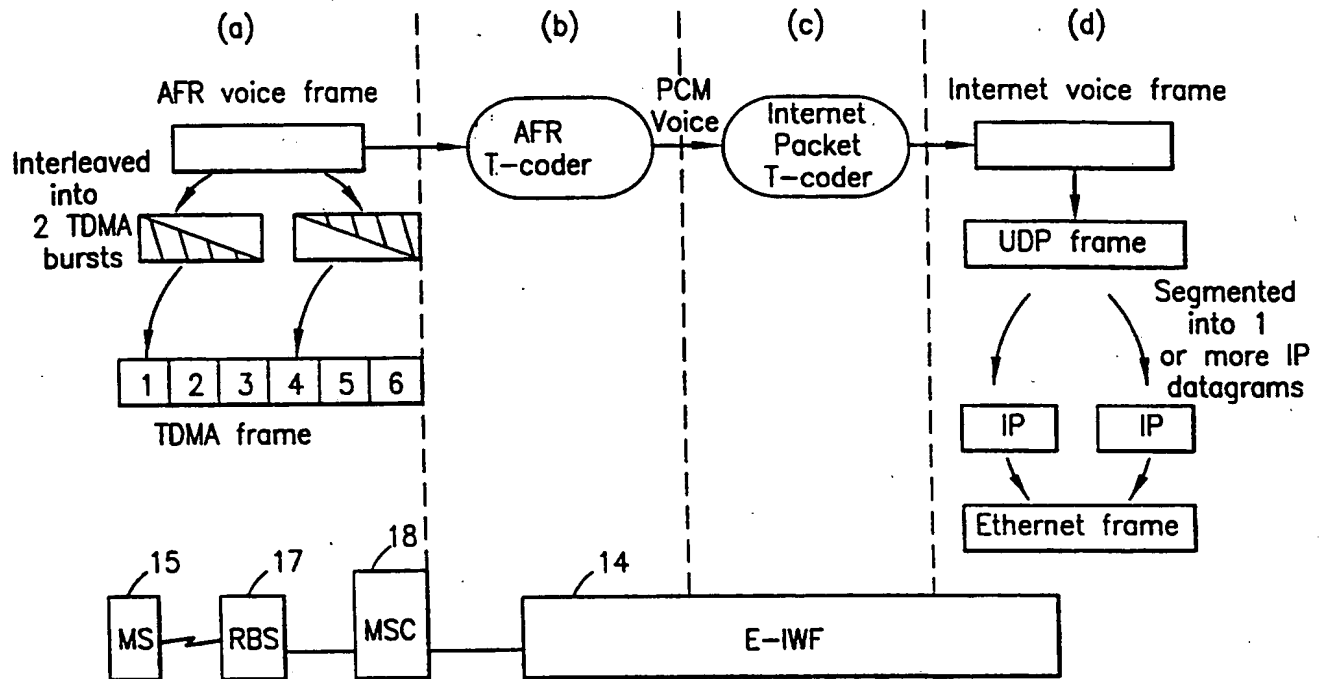 (a)
(b)
(c)
(d)
AFR voice frame
Interleaved
into
2 TDMA
bursts
1 2 3 4 5 6
TDMA frame
AFR
T-coder
PCM
Voice
Internet
Packet
T-coder
Internet voice frame
UDP frame
Segmented
into 1
or more IP
datagrams
IP
IP
Ethernet frame
15
17
18
14
MS
RBS
MSC
E-IWF